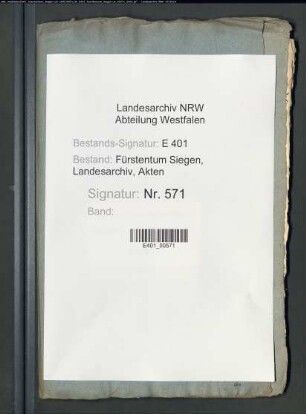 Landesarchiv NRW
Abteilung Westfalen
Bestands-Signatur: E 401
Bestand: Fürstentum Siegen,
Landesarchiv, Akten
Signatur: Nr. 571
Band:
E401_00571